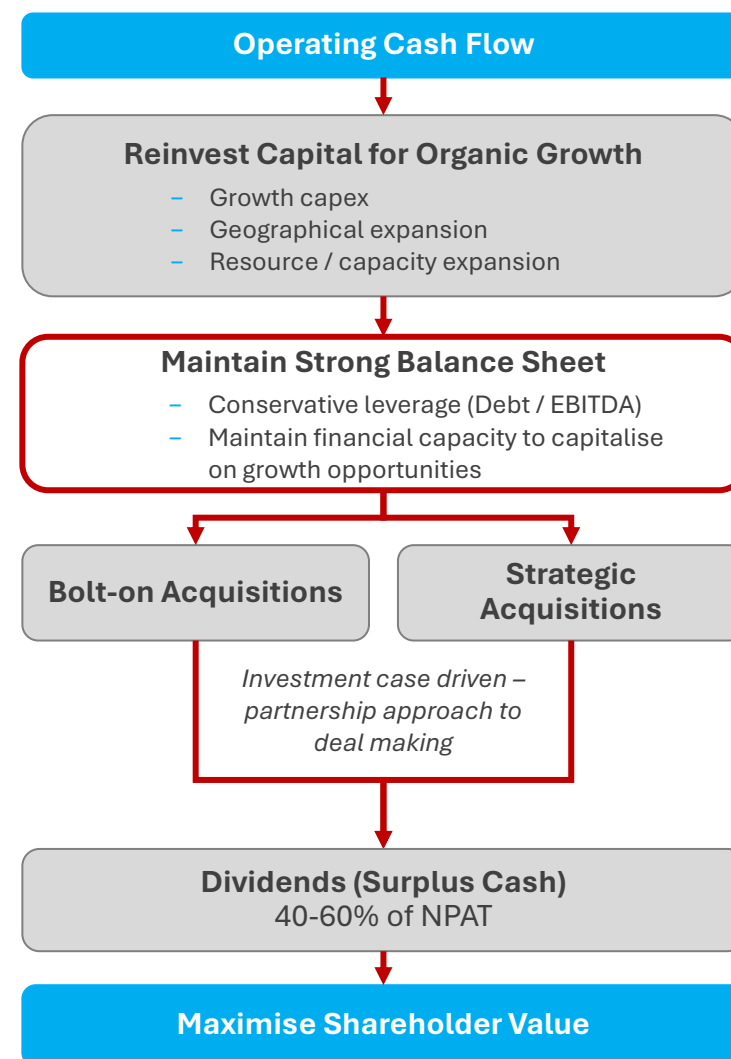 Operating Cash Flow
Reinvest Capital for Organic Growth
– Growth capex
– Geographical expansion
– Resource / capacity expansion
Maintain Strong Balance Sheet
– Conservative leverage (Debt / EBITDA)
– Maintain financial capacity to capitalise
on growth opportunities
Bolt-on Acquisitions
Strategic
Acquisitions
Investment case driven –
partnership approach to
deal making
Dividends (Surplus Cash)
40-60% of NPAT
Maximise Shareholder Value